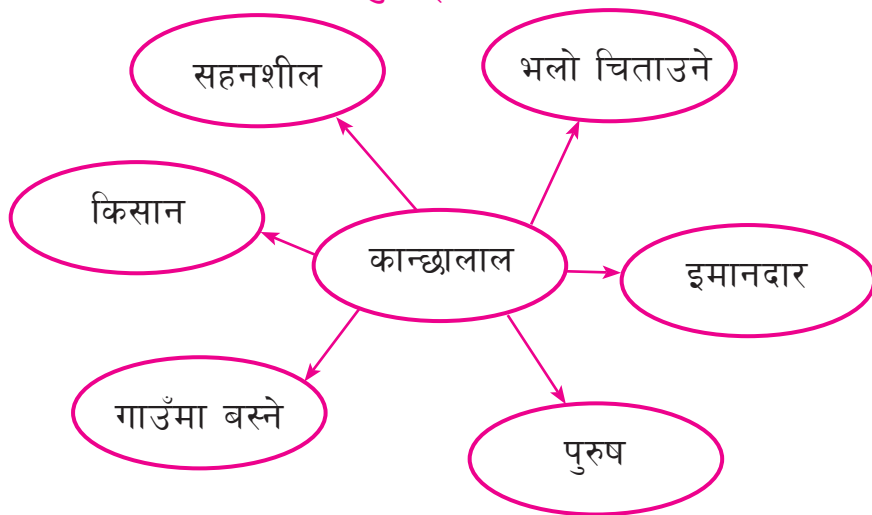 सहनशील
भलो चिताउने
किसान
कान्छालाल
इमानदार
गाउँमा बस्ने
पुरुष